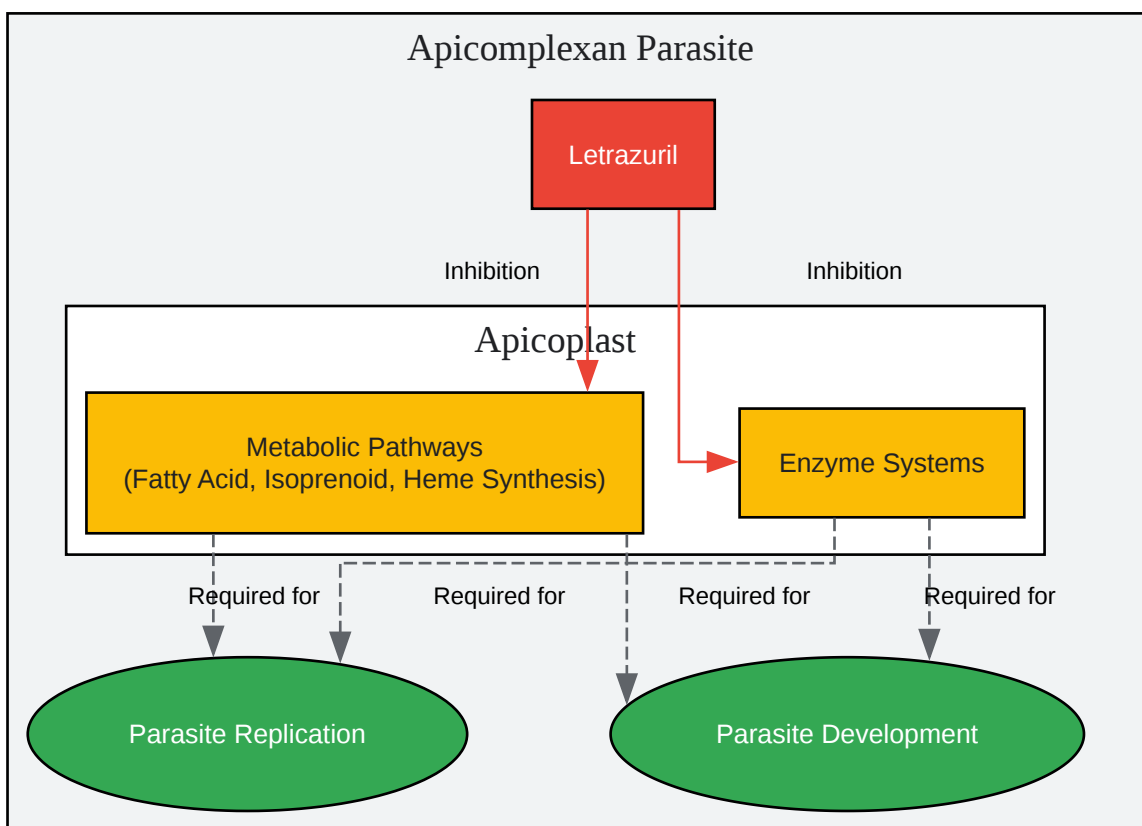 Apicomplexan Parasite
Letrazuril
Inhibition
Inhibition
Apicoplast
Metabolic Pathways
(Fatty Acid, Isoprenoid, Heme Synthesis)
Enzyme Systems
Required for
Required for
Required for
Required for
Parasite Replication
Parasite Development